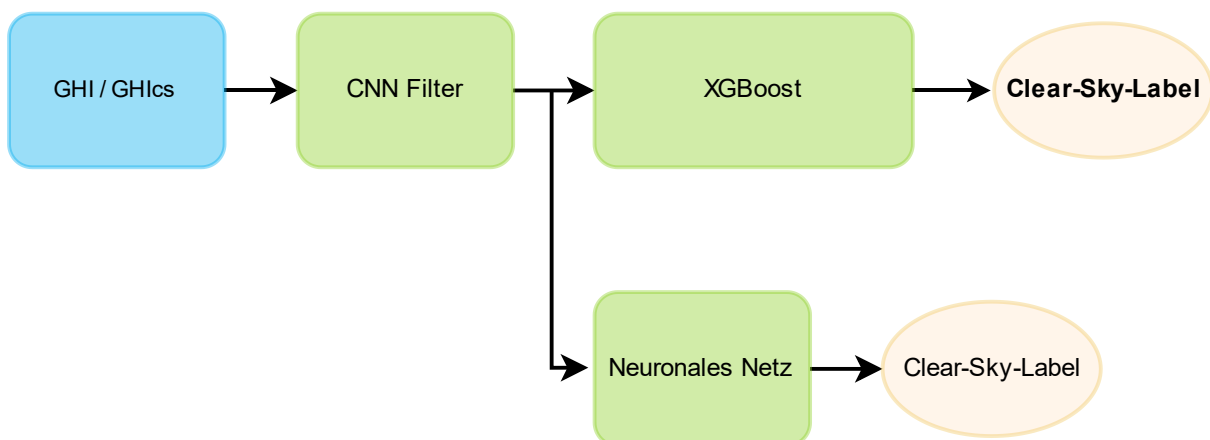 GHI / GHIcs
CNN Filter
XGBoost
Clear-Sky-Label
Neuronales Netz
Clear-Sky-Label